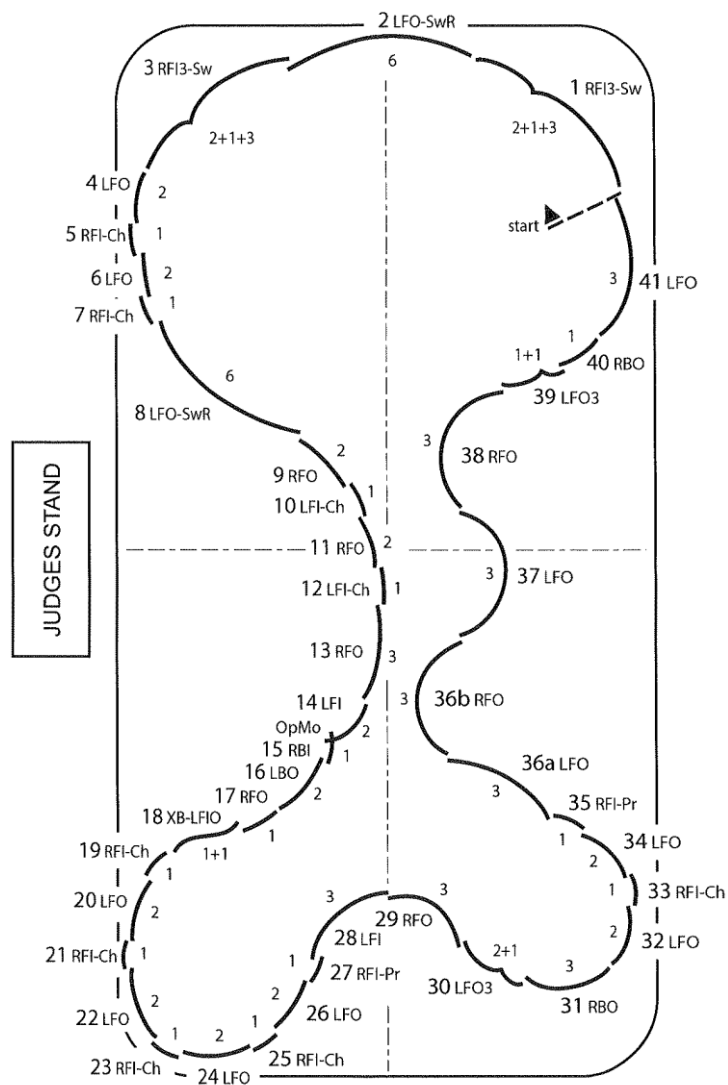 2 LFO-SwR
6
3 RFI3-Sw
2+1+3
1 RFI3-Sw
2+1+3
4 LFO
2
start
5 RFI-Ch
1
6 LFO
2
7 RFI-Ch
1
41 LFO
3
40 RBO
1
39 LFO3
1+1
8 LFO-SwR
6
38 RFO
3
9 RFO
2
10 LFI-Ch
1
11 RFO
2
JUDGES STAND
12 LFI-Ch
1
37 LFO
3
13 RFO
3
36b RFO
3
14 LFI
2
OpMo
15 RBI
1
16 LBO
2
36a LFO
3
17 RFO
1
18 XB-LFIO
1+1
35 RFI-Pr
1
34 LFO
2
19 RFI-Ch
1
33 RFI-Ch
1
20 LFO
2
29 RFO
3
28 LFI
3
32 LFO
2
21 RFI-Ch
1
27 RFI-Pr
1
30 LFO3
2+1
31 RBO
3
22 LFO
2
26 LFO
2
23 RFI-Ch
1
25 RFI-Ch
1
24 LFO
2